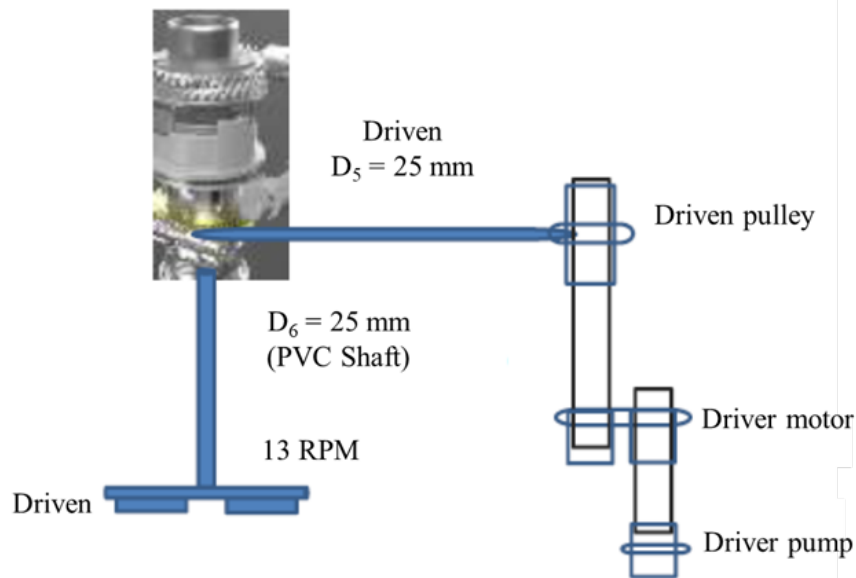 Driven
D₅ = 25 mm
Driven pulley
D₆ = 25 mm
(PVC Shaft)
Driver motor
13 RPM
Driven
Driver pump